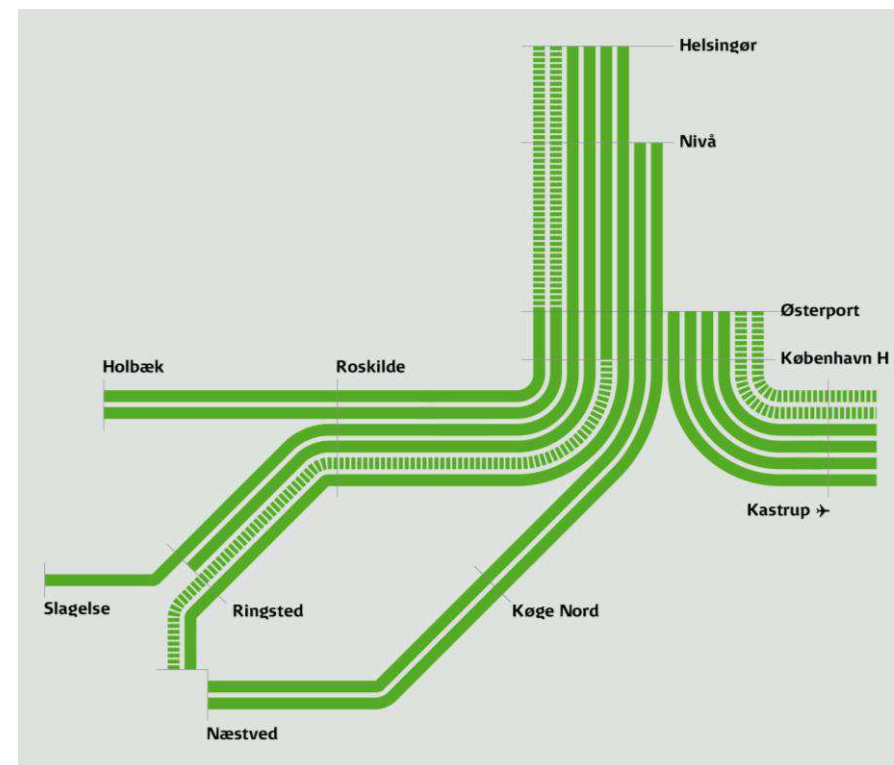 Helsingør
Nivå
Østerport
København H
Holbæk
Roskilde
Kastrup
Slagelse
Ringsted
Køge Nord
Næstved